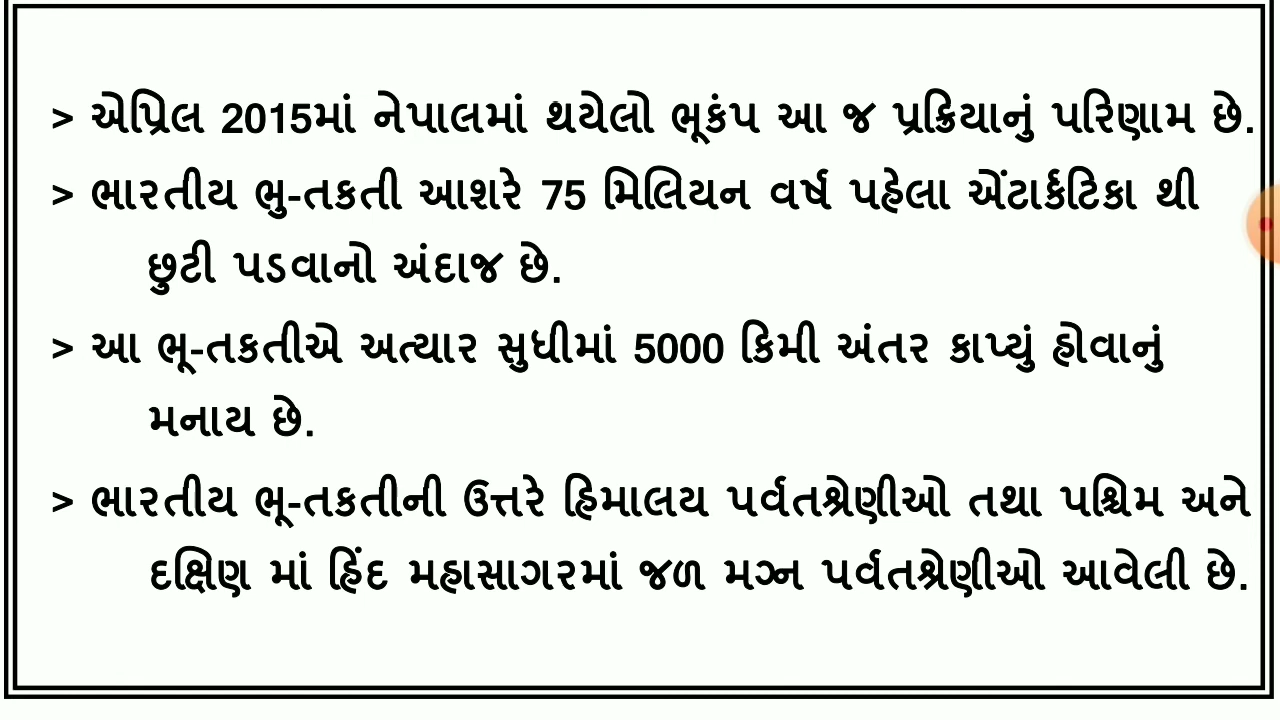 > એપ્રિલ 2015માં નેપાલમાં થયેલો ભૂકંપ આ જ પ્રક્રિયાનું પરિણામ છે.
> ભારતીય ભુ-તકતી આશરે 75 મિલિયન વર્ષ પહેલા એંટાર્કટિકા થી
છુટી પડવાનો અંદાજ છે.
> આ ભૂ-તકતીએ અત્યાર સુધીમાં 5000 કિમી અંતર કાપ્યું હોવાનું
મનાય છે.
> ભારતીય ભૂ-તકતીની ઉત્તરે હિમાલય પર્વતશ્રેણીઓ તથા પશ્ચિમ અને
દક્ષિણ માં હિંદ મહાસાગરમાં જળ મગ્ન પર્વતશ્રેણીઓ આવેલી છે.